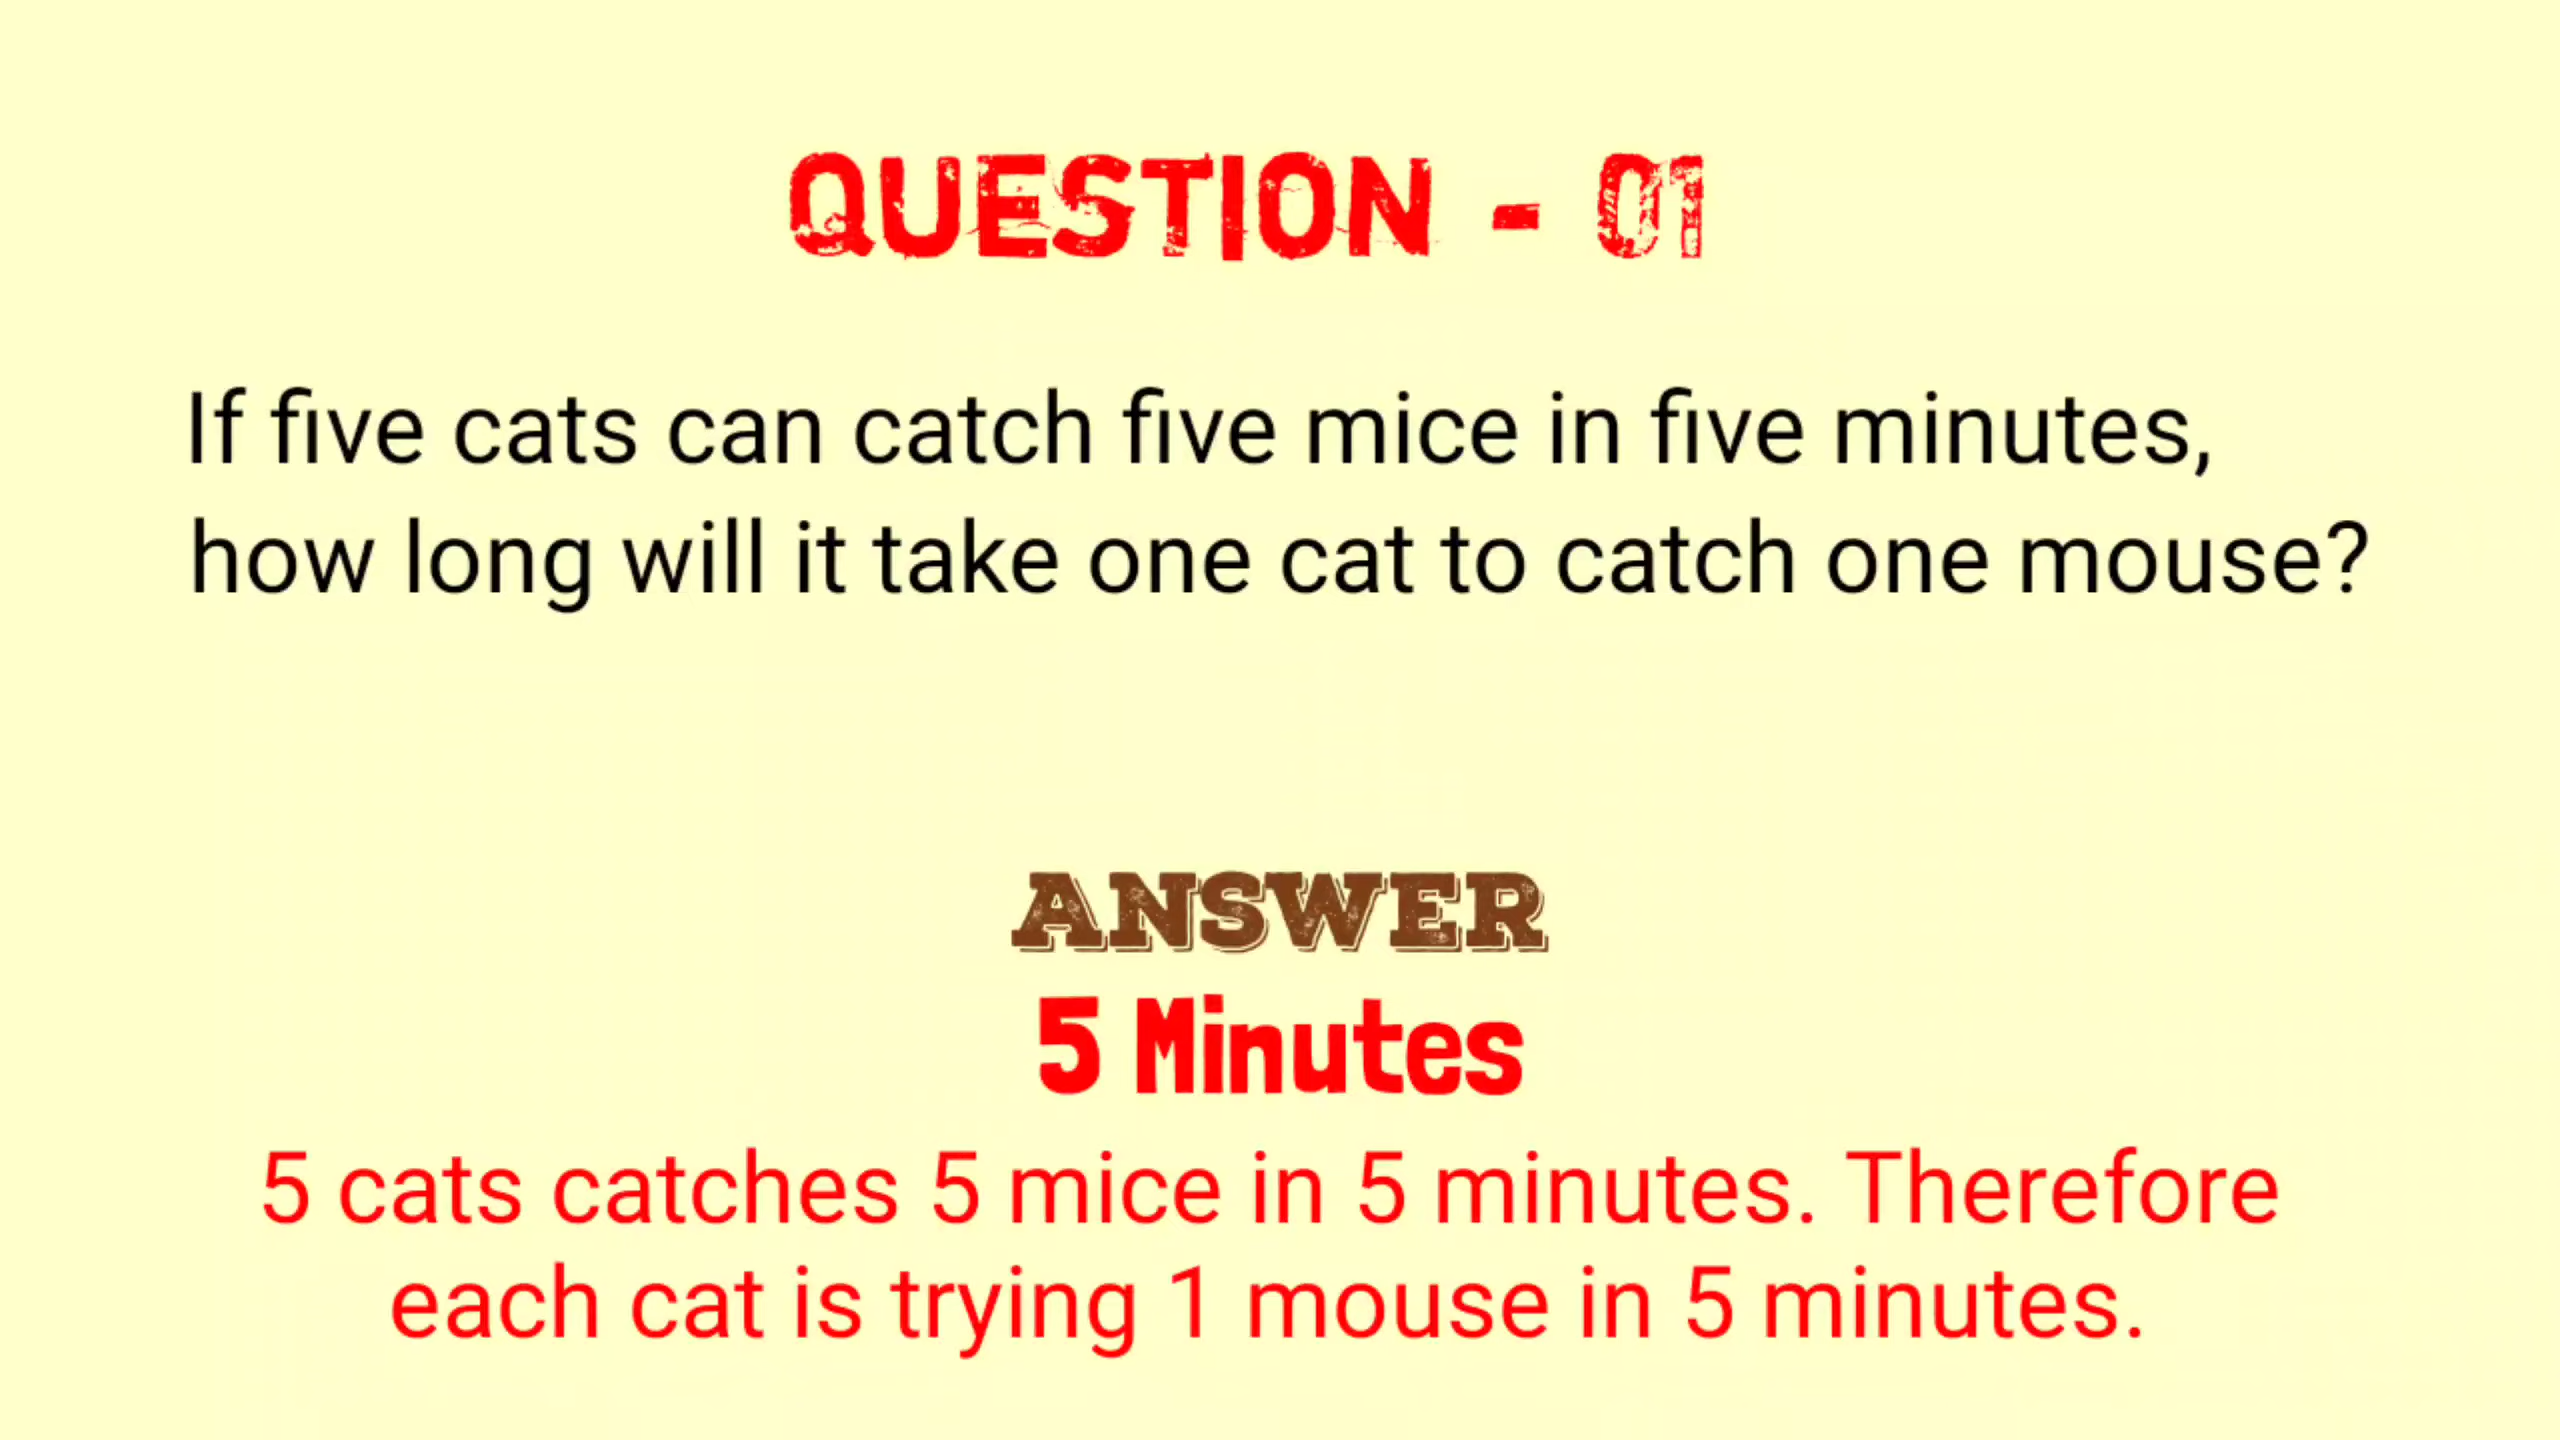 QUESTION - 01
If five cats can catch five mice in five minutes,
how long will it take one cat to catch one mouse?
ANSWER
5 Minutes
5 cats catches 5 mice in 5 minutes. Therefore
each cat is trying 1 mouse in 5 minutes.